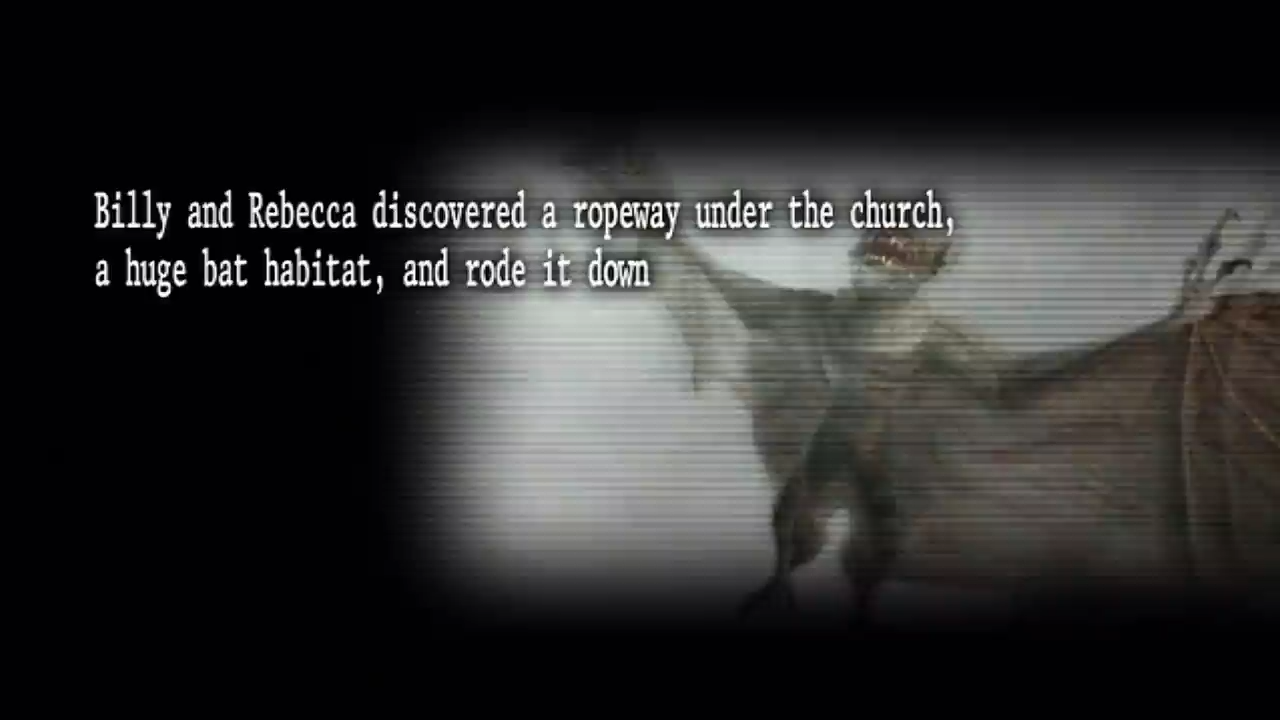 Billy and Rebecca discovered a ropeway under the church,
a huge bat habitat, and rode it down